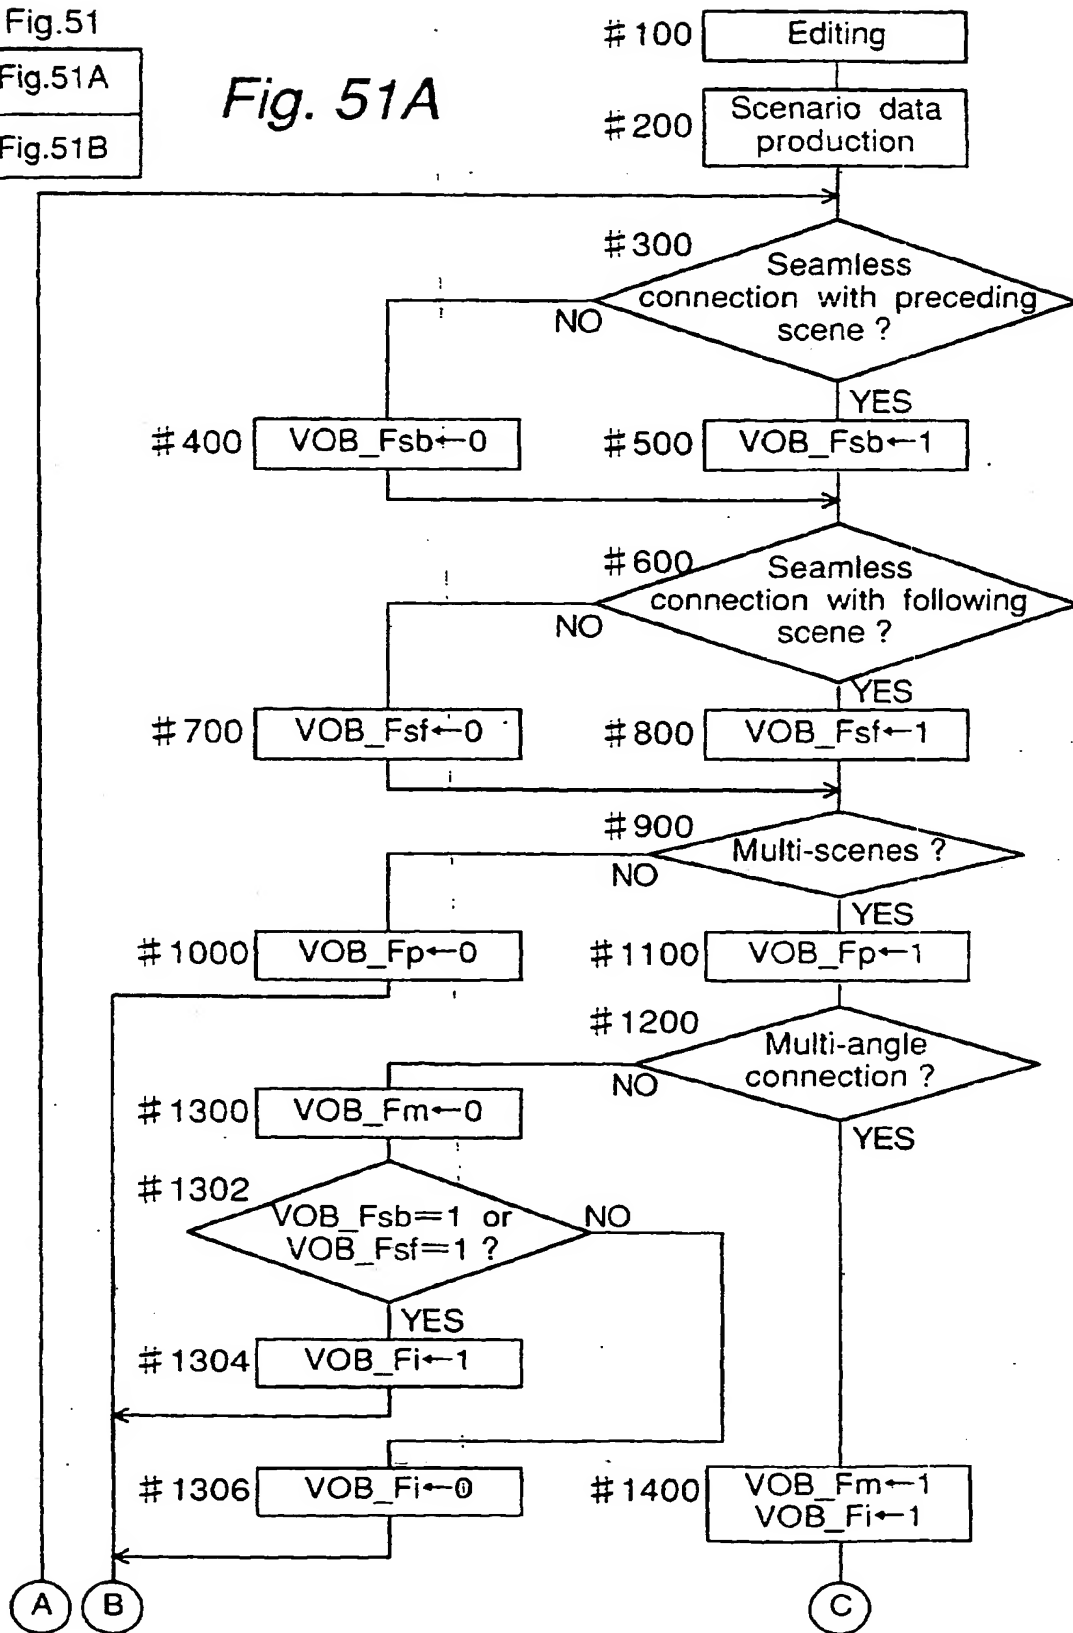 Fig.51
Fig.51A
Fig.51B
Fig. 51A
#100
Editing
#200
Scenario data
production
#300
Seamless
connection with preceding
scene ?
NO
YES
#400
VOB_Fsb←0
#500
VOB_Fsb←1
#600
Seamless
connection with following
scene ?
NO
YES
#700
VOB_Fsf←0
#800
VOB_Fsf←1
#900
Multi-scenes ?
NO
YES
#1000
VOB_Fp←0
#1100
VOB_Fp←1
#1200
Multi-angle
connection ?
NO
YES
#1300
VOB_Fm←0
#1302
VOB_Fsb=1 or
VOB_Fsf=1 ?
NO
YES
#1304
VOB_Fi←1
#1306
VOB_Fi←0
#1400
VOB_Fm←1
VOB_Fi←1
A
B
C